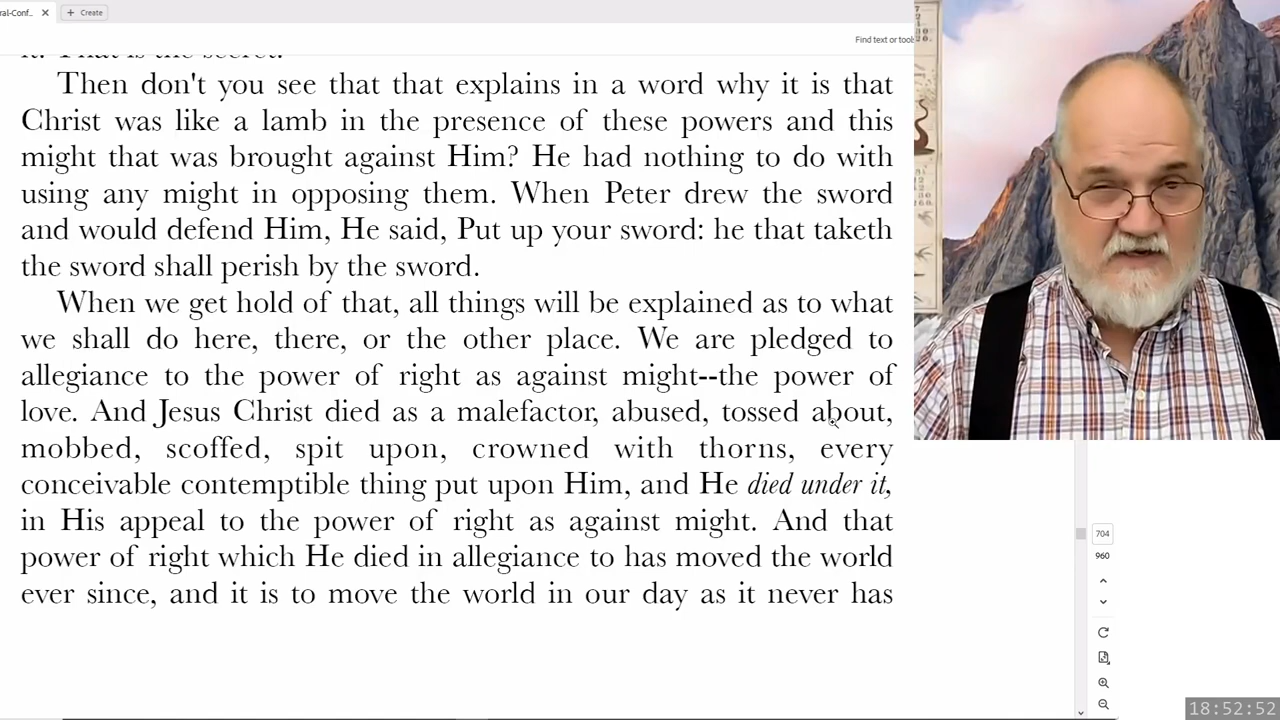 ral-Conf..
Create
Find text or tools
it. That is the secret.
Then don't you see that that explains in a word why it is that
Christ was like a lamb in the presence of these powers and this
might that was brought against Him? He had nothing to do with
using any might in opposing them. When Peter drew the sword
and would defend Him, He said, Put up your sword: he that taketh
the sword shall perish by the sword.
When we get hold of that, all things will be explained as to what
we shall do here, there, or the other place. We are pledged to
allegiance to the power of right as against might--the power of
love. And Jesus Christ died as a malefactor, abused, tossed about,
mobbed, scoffed, spit upon, crowned with thorns, every
conceivable contemptible thing put upon Him, and He died under it,
in His appeal to the power of right as against might. And that
power of right which He died in allegiance to has moved the world
ever since, and it is to move the world in our day as it never has
704
960
18:52:52